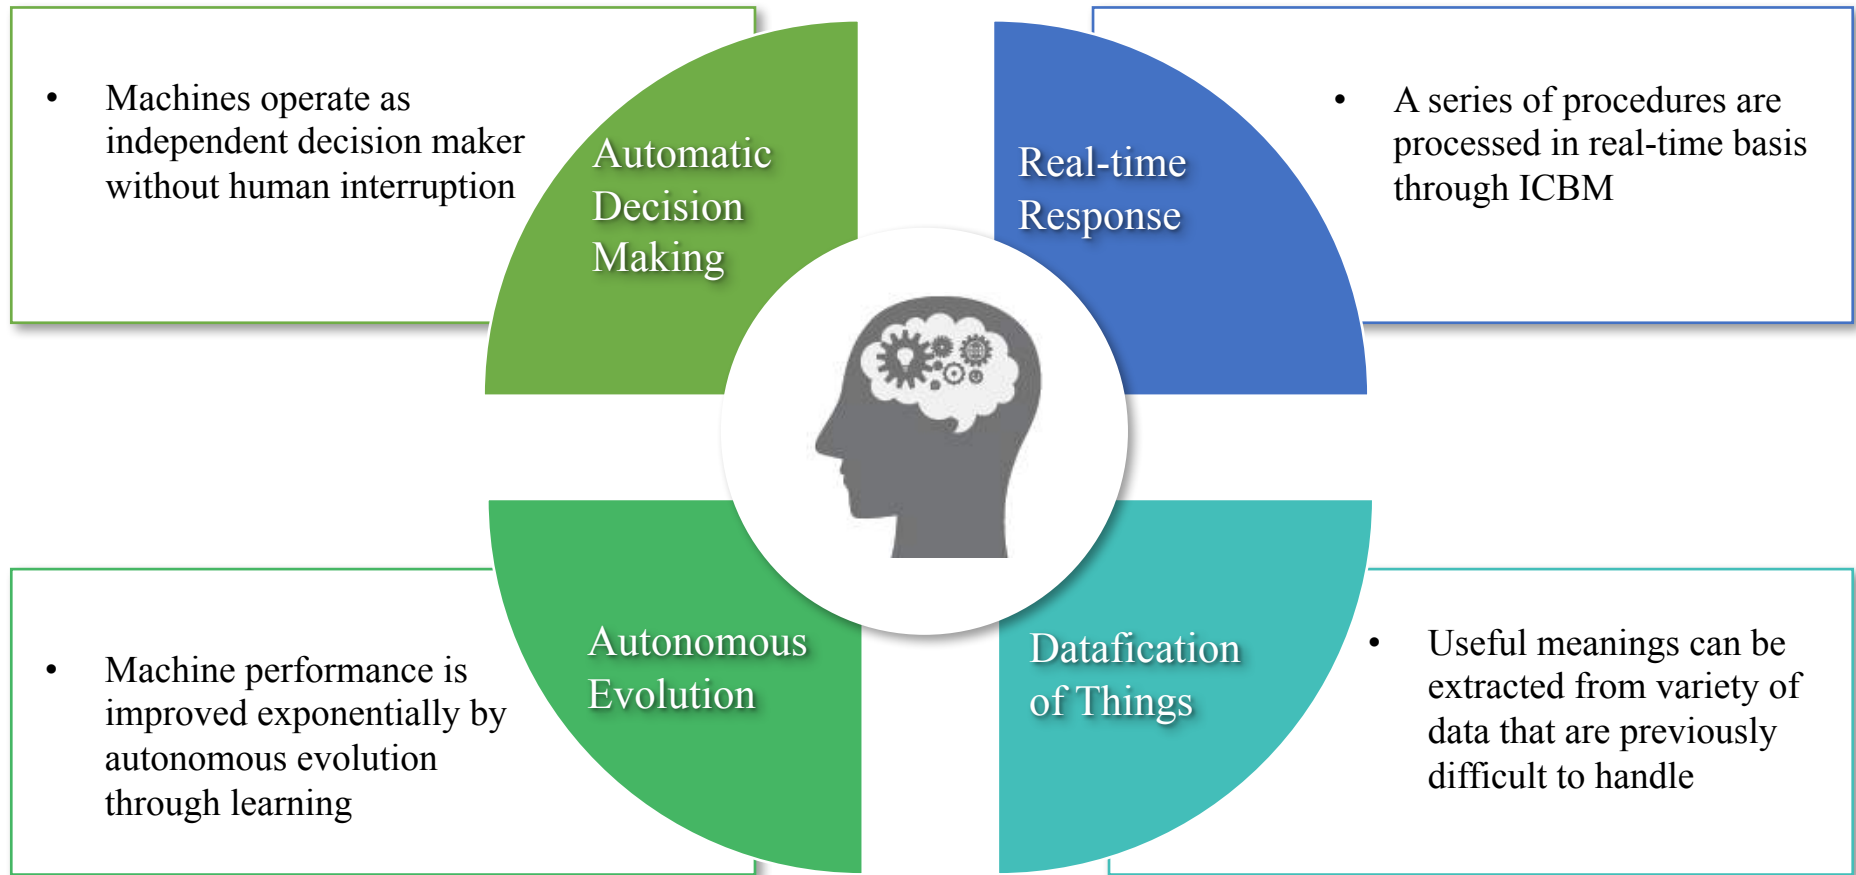 • Machines operate as
independent decision maker
without human interruption
Automatic
Decision
Making
Real-time
Response
• A series of procedures are
processed in real-time basis
through ICBM
• Machine performance is
improved exponentially by
autonomous evolution
through learning
Autonomous
Evolution
Datafication
of Things
• Useful meanings can be
extracted from variety of
data that are previously
difficult to handle